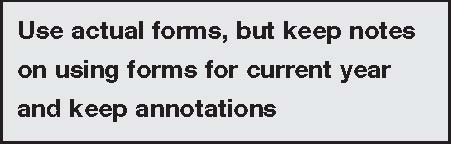 Use actual forms, but keep notes
on using forms for current year
and keep annotations